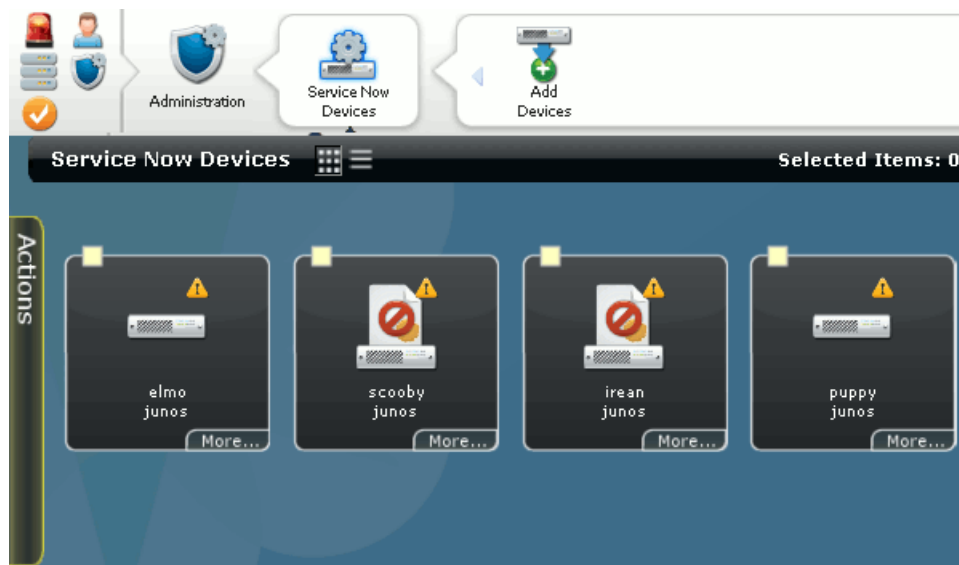 Administration
Service Now
Devices
Add
Devices
Service Now Devices
Selected Items: 0
Actions
elmo
junos
More...
scooby
junos
More...
irean
junos
More...
puppy
junos
More...